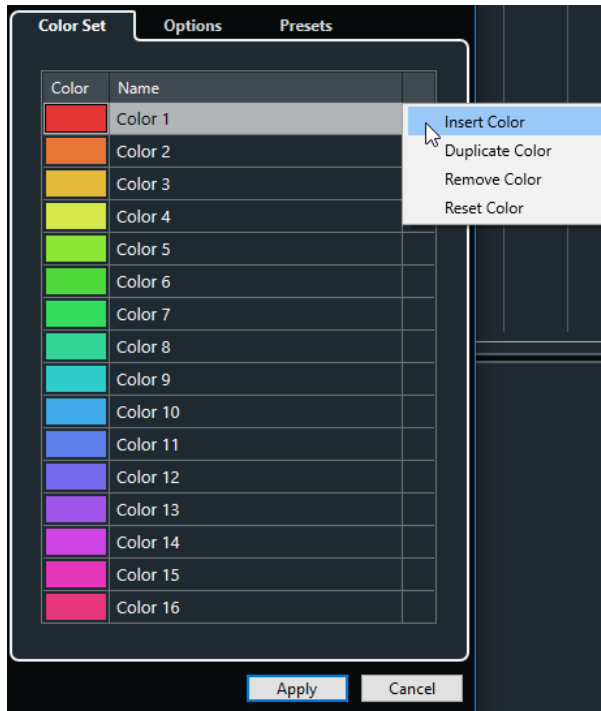 Color Set Options Presets
Color Name
Color 1
Insert Color
Color 2
Duplicate Color
Color 3
Remove Color
Color 4
Reset Color
Color 5
Color 6
Color 7
Color 8
Color 9
Color 10
Color 11
Color 12
Color 13
Color 14
Color 15
Color 16
Apply Cancel